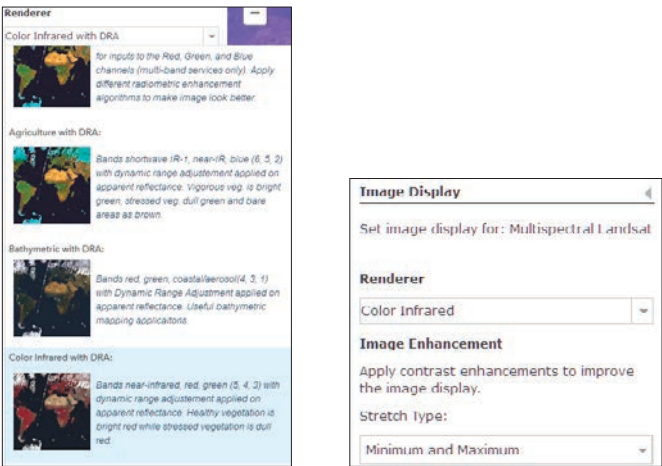 Renderer
Color Infrared with DRA
for inputs to the Red, Green, and Blue
channels (multi-band services only). Apply
different radiometric enhancement
algorithms to make image look better.
Agriculture with DRA:
Bands shortwave IR-1, near-IR, blue (6, 5, 2)
with dynamic range adjustement applied on
apparent reflectance. Vigorous veg. is bright
green, stressed veg. dull green and bare
areas as brown.
Bathymetric with DRA:
Bands red, green, coastal/aerosol(4, 3, 1)
with Dynamic Range Adjustment applied on
apparent reflectance. Useful bathymetric
mapping applicaitons.
Color Infrared with DRA:
Bands near-infrared, red, green (5, 4, 3) with
dynamic range adjustement applied on
apparent reflectance. Healthy vegetation is
bright red while stressed vegetation is dull
red.
Image Display
Set image display for: Multispectral Landsat
Renderer
Color Infrared
Image Enhancement
Apply contrast enhancements to improve
the image display.
Stretch Type:
Minimum and Maximum